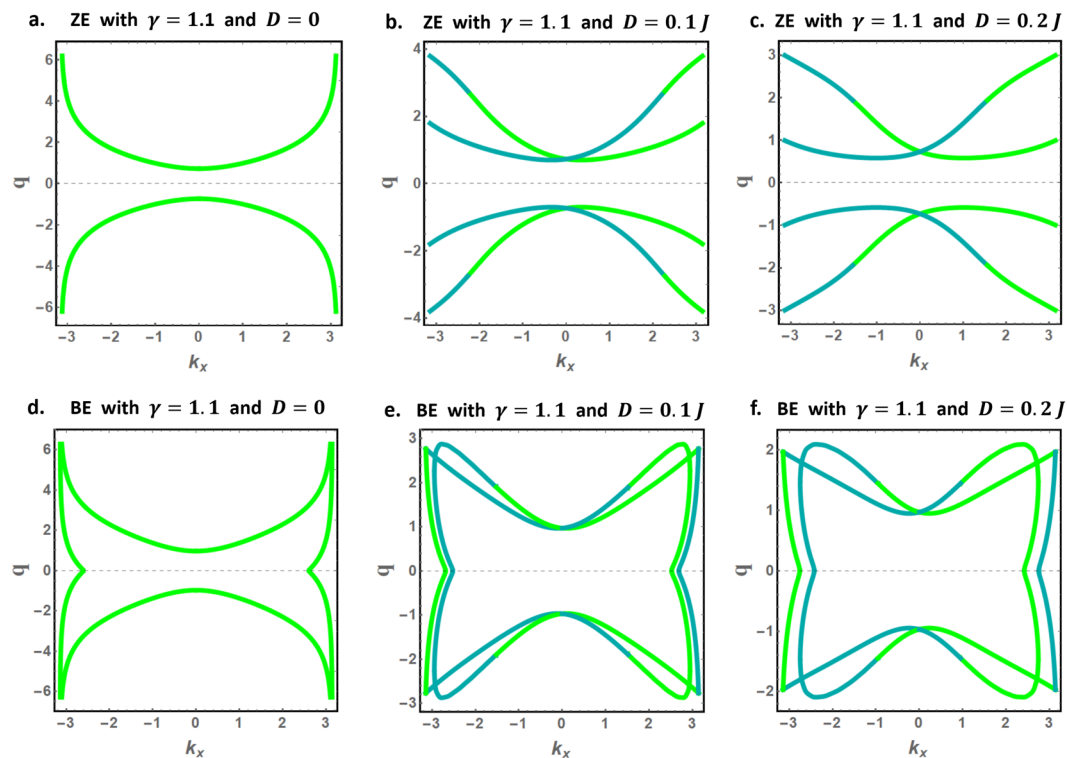 a. ZE with γ = 1.1 and D = 0
b. ZE with γ = 1.1 and D = 0.1 J
c. ZE with γ = 1.1 and D = 0.2 J
6
4
2
0
−2
−4
−6
q
−3 −2 −1 0 1 2 3
kx
4
2
0
−2
−4
q
−3 −2 −1 0 1 2 3
kx
3
2
1
0
−1
−2
−3
q
−3 −2 −1 0 1 2 3
kx
d. BE with γ = 1.1 and D = 0
e. BE with γ = 1.1 and D = 0.1 J
f. BE with γ = 1.1 and D = 0.2 J
6
4
2
0
−2
−4
−6
q
−3 −2 −1 0 1 2 3
kx
3
2
1
0
−1
−2
−3
q
−3 −2 −1 0 1 2 3
kx
2
1
0
−1
−2
q
−3 −2 −1 0 1 2 3
kx